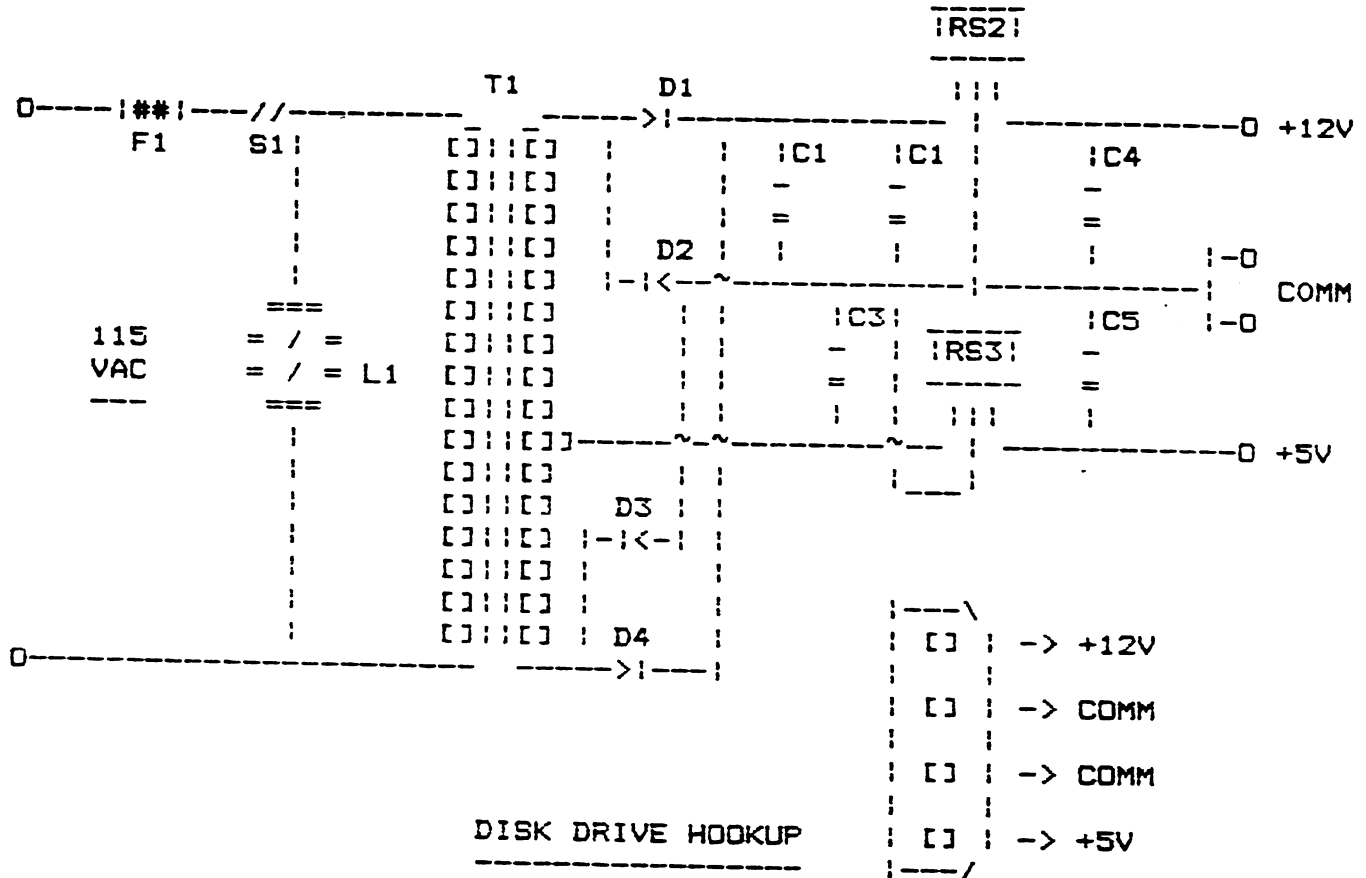 RS2
T1 D1
F1 S1 +12V
C1 C1 C4
D2
COMM
C3 C5
115 RS3
VAC L1
+5V
D3
D4
-> +12V
-> COMM
-> COMM
DISK DRIVE HOOKUP -> +5V